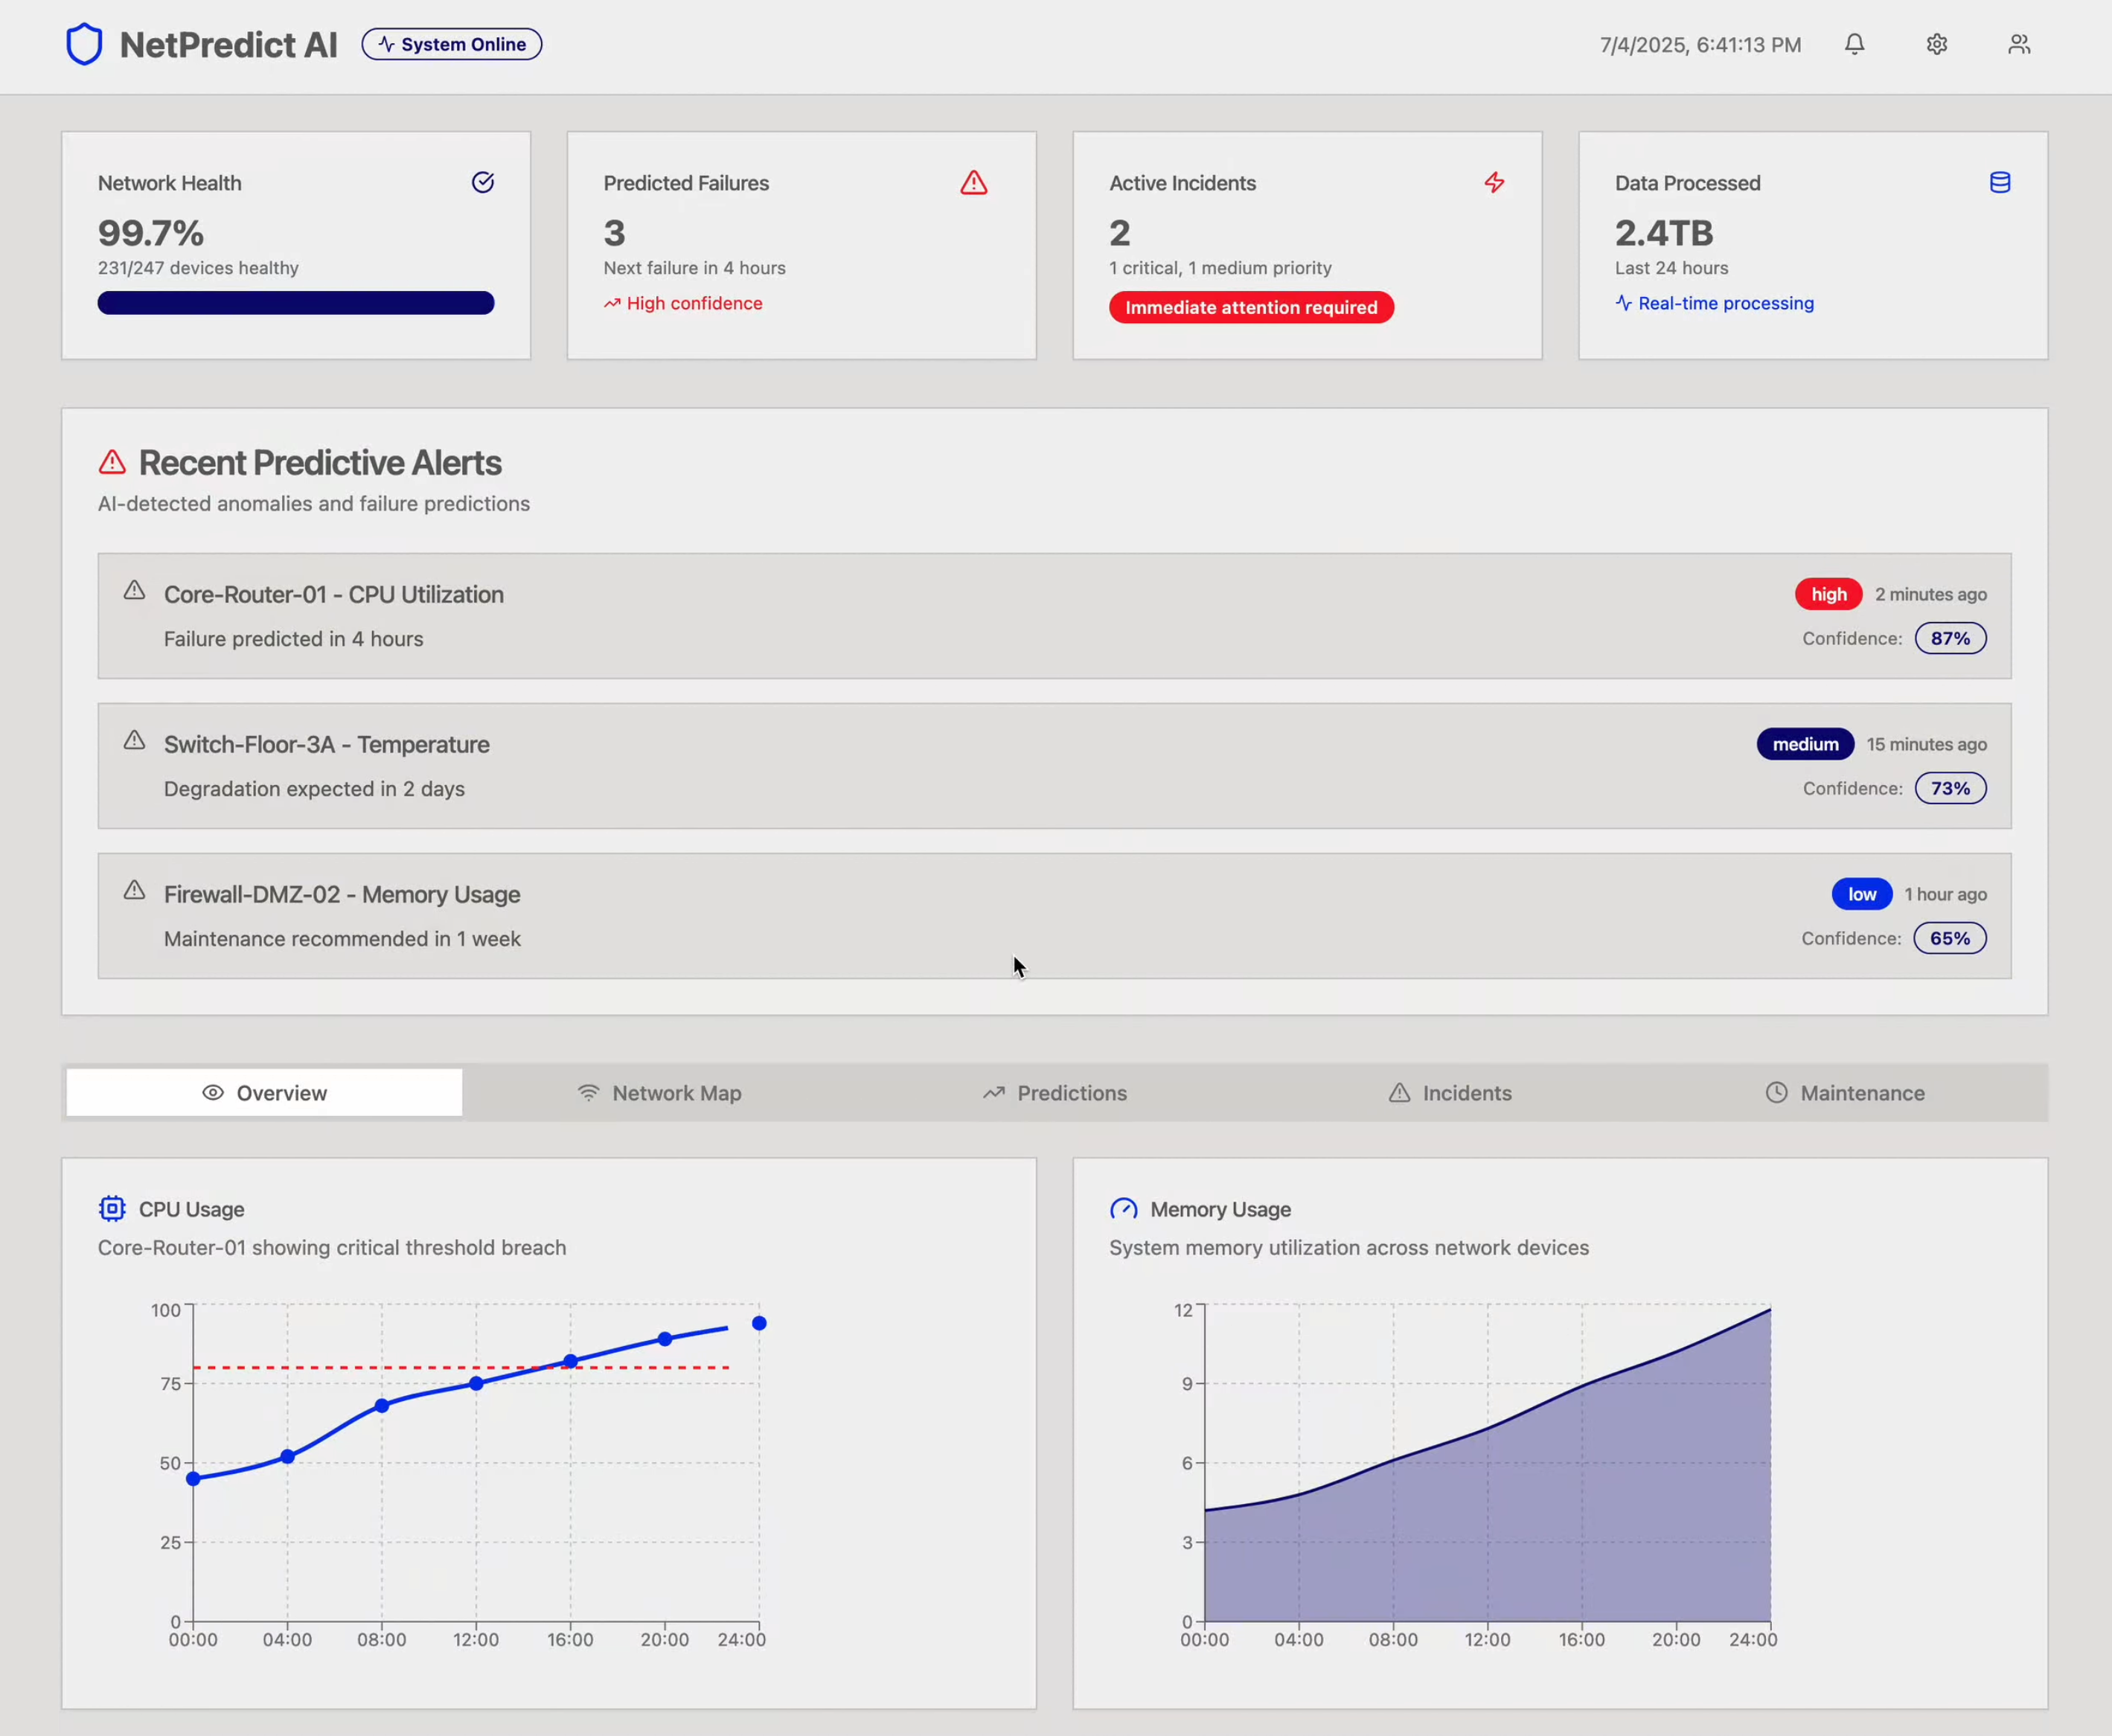 NetPredict AI
System Online
7/4/2025, 6:41:13 PM
Network Health
99.7%
231/247 devices healthy
Predicted Failures
3
Next failure in 4 hours
High confidence
Active Incidents
2
1 critical, 1 medium priority
Immediate attention required
Data Processed
2.4TB
Last 24 hours
Real-time processing
Recent Predictive Alerts
AI-detected anomalies and failure predictions
Core-Router-01 - CPU Utilization
high 2 minutes ago
Failure predicted in 4 hours
Confidence: 87%
Switch-Floor-3A - Temperature
medium 15 minutes ago
Degradation expected in 2 days
Confidence: 73%
Firewall-DMZ-02 - Memory Usage
low 1 hour ago
Maintenance recommended in 1 week
Confidence: 65%
Overview
Network Map
Predictions
Incidents
Maintenance
CPU Usage
Core-Router-01 showing critical threshold breach
100
75
50
25
0
00:00 04:00 08:00 12:00 16:00 20:00 24:00
Memory Usage
System memory utilization across network devices
12
9
6
3
0
00:00 04:00 08:00 12:00 16:00 20:00 24:00